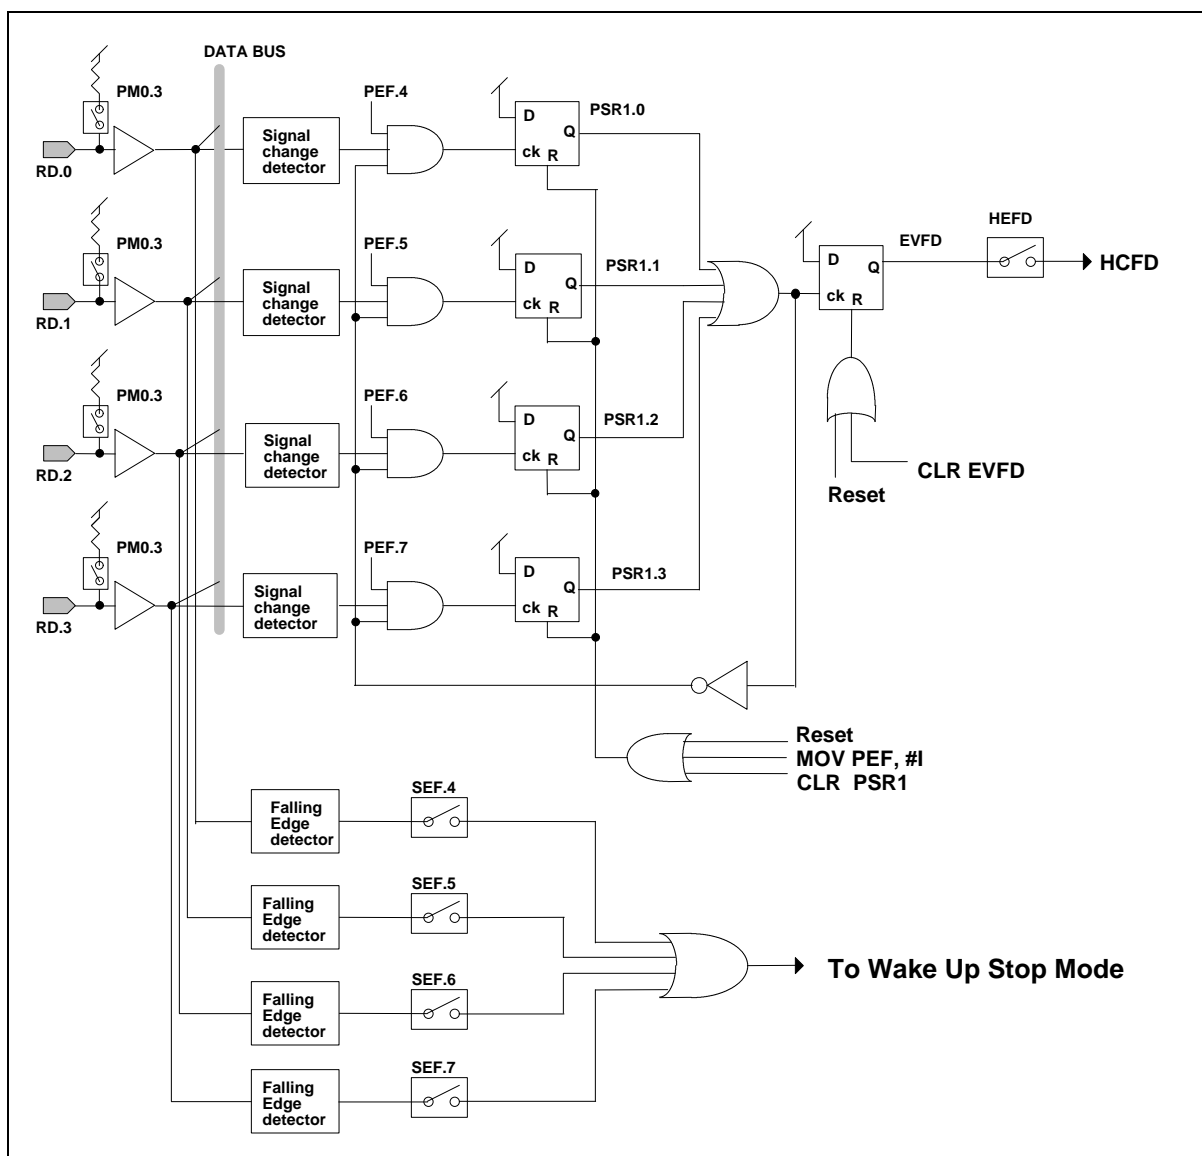 DATA BUS
PM0.3
RD.0
Signal
change
detector
PEF.4
D
Q
ck
R
PSR1.0
PM0.3
RD.1
Signal
change
detector
PEF.5
D
Q
ck
R
PSR1.1
D
Q
ck
R
EVFD
HEFD
HCFD
PM0.3
RD.2
Signal
change
detector
PEF.6
D
Q
ck
R
PSR1.2
CLR EVFD
Reset
PM0.3
RD.3
Signal
change
detector
PEF.7
D
Q
ck
R
PSR1.3
Reset
MOV PEF, #I
CLR PSR1
Falling
Edge
detector
SEF.4
Falling
Edge
detector
SEF.5
Falling
Edge
detector
SEF.6
Falling
Edge
detector
SEF.7
To Wake Up Stop Mode